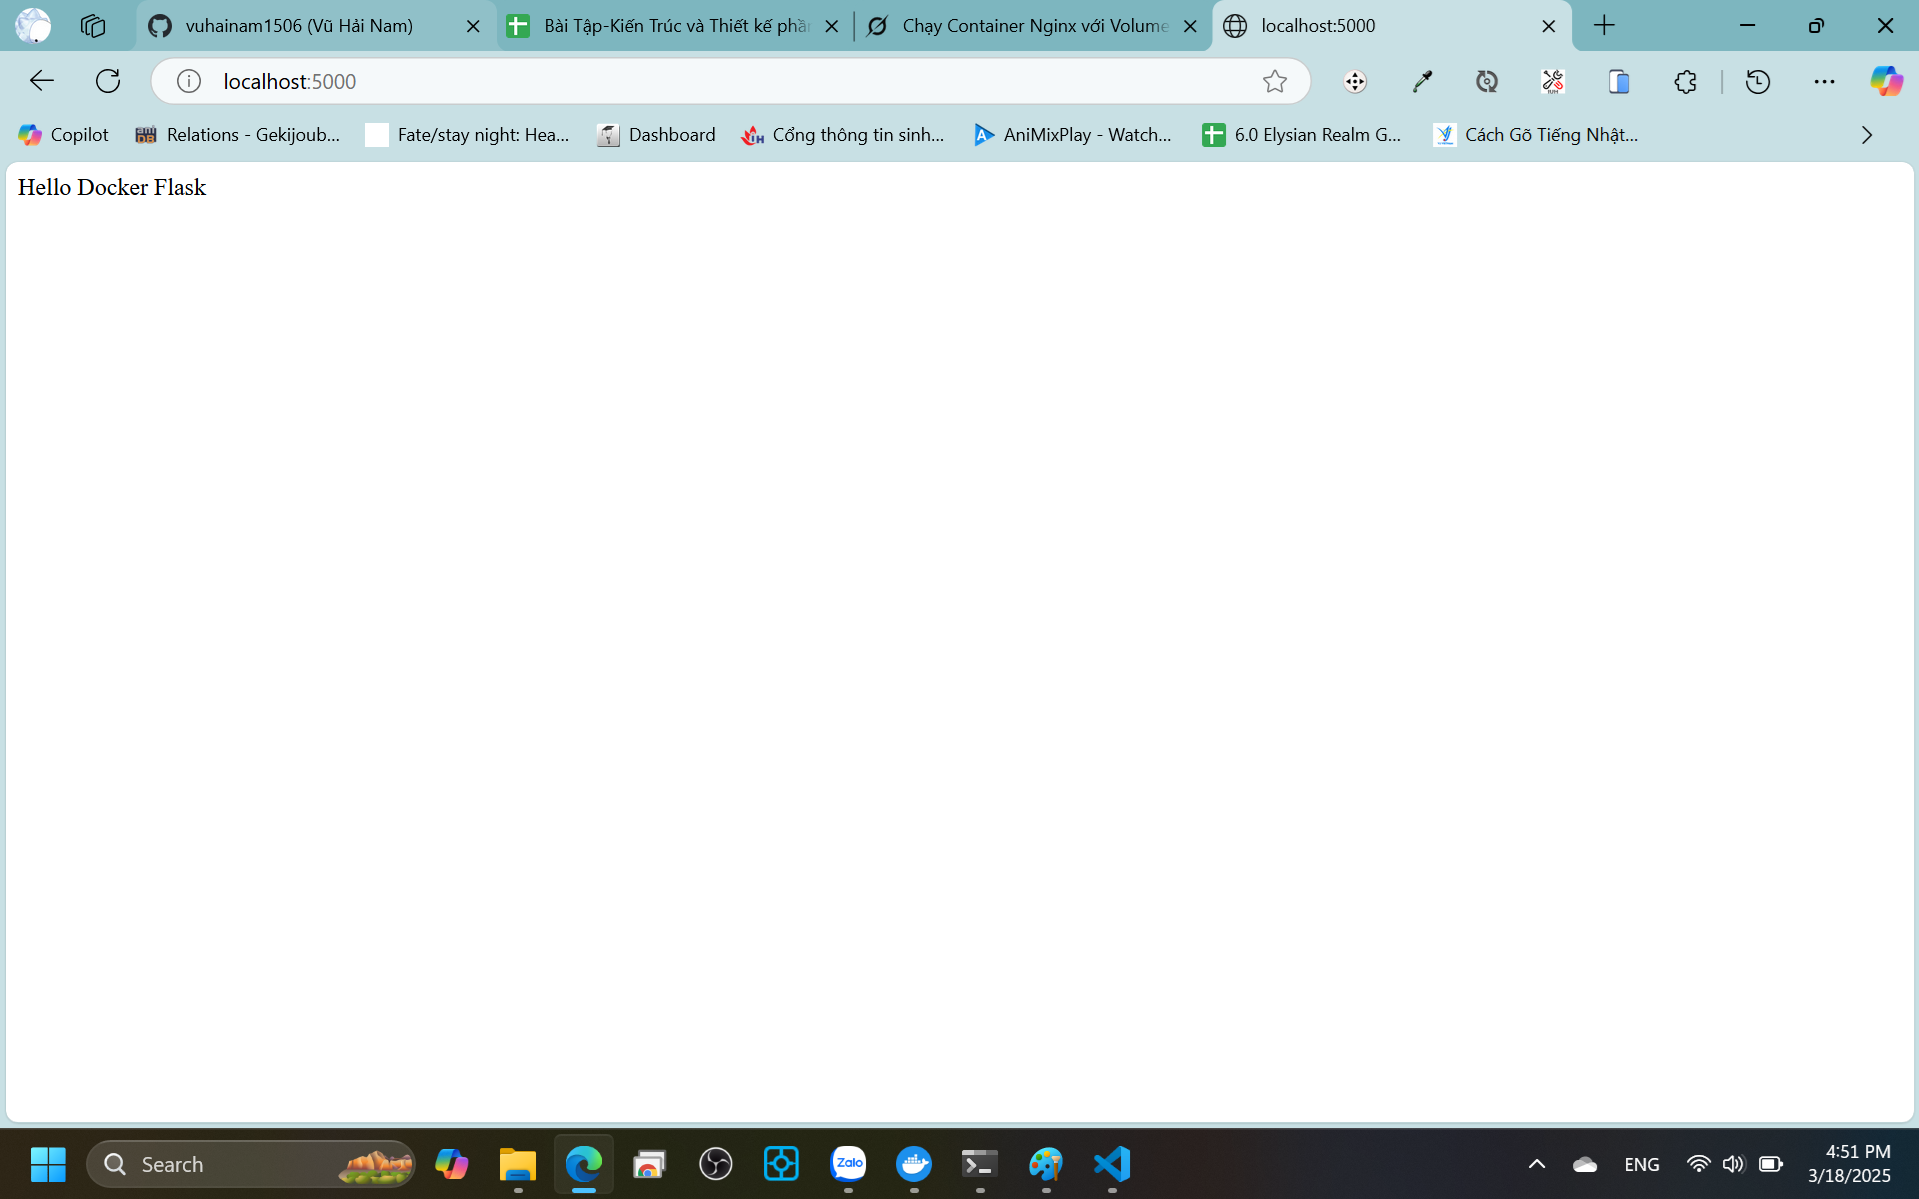 vuhainam1506 (Vũ Hải Nam)
Bài Tập-Kiến Trúc và Thiết kế phần
Chạy Container Nginx với Volume
localhost:5000
localhost:5000
Copilot
Relations - Gekijoub...
Fate/stay night: Hea...
Dashboard
Cổng thông tin sinh...
AniMixPlay - Watch...
6.0 Elysian Realm G...
Cách Gõ Tiếng Nhật...
Hello Docker Flask
Search
Zalo
ENG
4:51 PM
3/18/2025